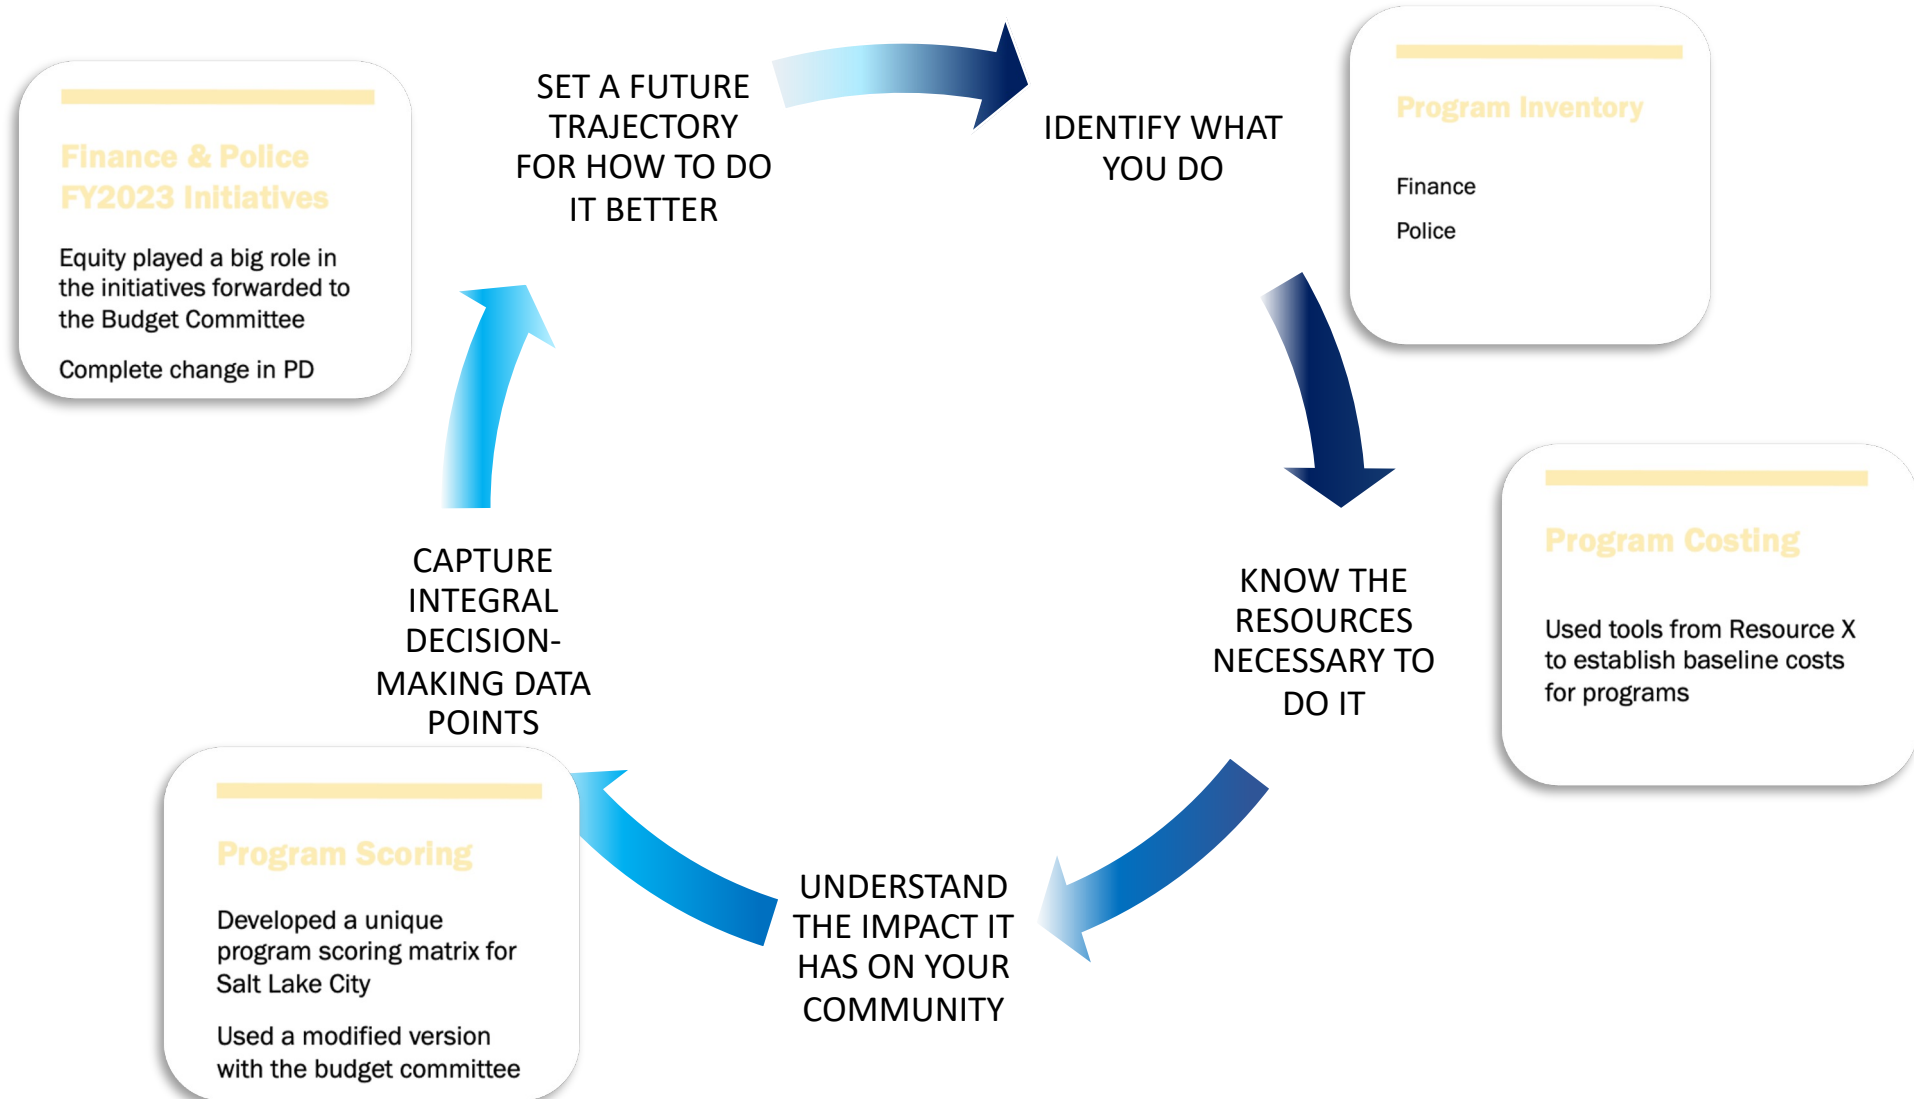 SET A FUTURE
TRAJECTORY
FOR HOW TO DO
IT BETTER
IDENTIFY WHAT
YOU DO
Program Inventory
Finance
Police
KNOW THE
RESOURCES
NECESSARY TO
DO IT
Program Costing
Used tools from Resource X
to establish baseline costs
for programs
UNDERSTAND
THE IMPACT IT
HAS ON YOUR
COMMUNITY
CAPTURE
INTEGRAL
DECISION-
MAKING DATA
POINTS
Program Scoring
Developed a unique
program scoring matrix for
Salt Lake City
Used a modified version
with the budget committee
Finance & Police
FY2023 Initiatives
Equity played a big role in
the initiatives forwarded to
the Budget Committee
Complete change in PD